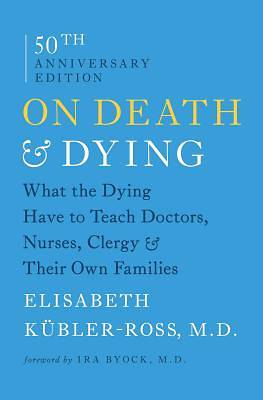 50TH
ANNIVERSARY
EDITION
ON DEATH
& DYING
What the Dying
Have to Teach Doctors,
Nurses, Clergy &
Their Own Families
ELISABETH
KÜBLER-ROSS, M.D.
foreword by IRA BYOCK, M.D.